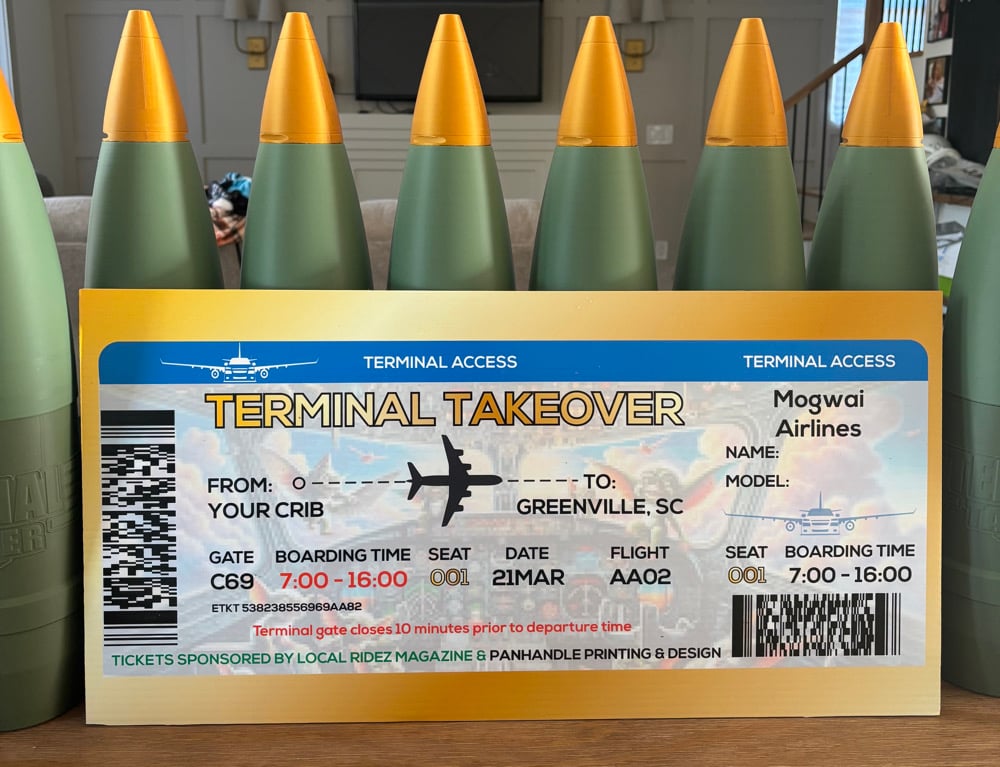 TERMINAL ACCESS
TERMINAL TAKEOVER
FROM:
YOUR CRIB
TO:
GREENVILLE, SC
GATE BOARDING TIME SEAT DATE FLIGHT
C69 7:00 - 16:00 001 21MAR AA02
ETKT 538238556969AA82
Terminal gate closes 10 minutes prior to departure time
TICKETS SPONSORED BY LOCAL RIDEZ MAGAZINE & PANHANDLE PRINTING & DESIGN
TERMINAL ACCESS
Mogwai
Airlines
NAME:
MODEL:
SEAT BOARDING TIME
001 7:00 - 16:00